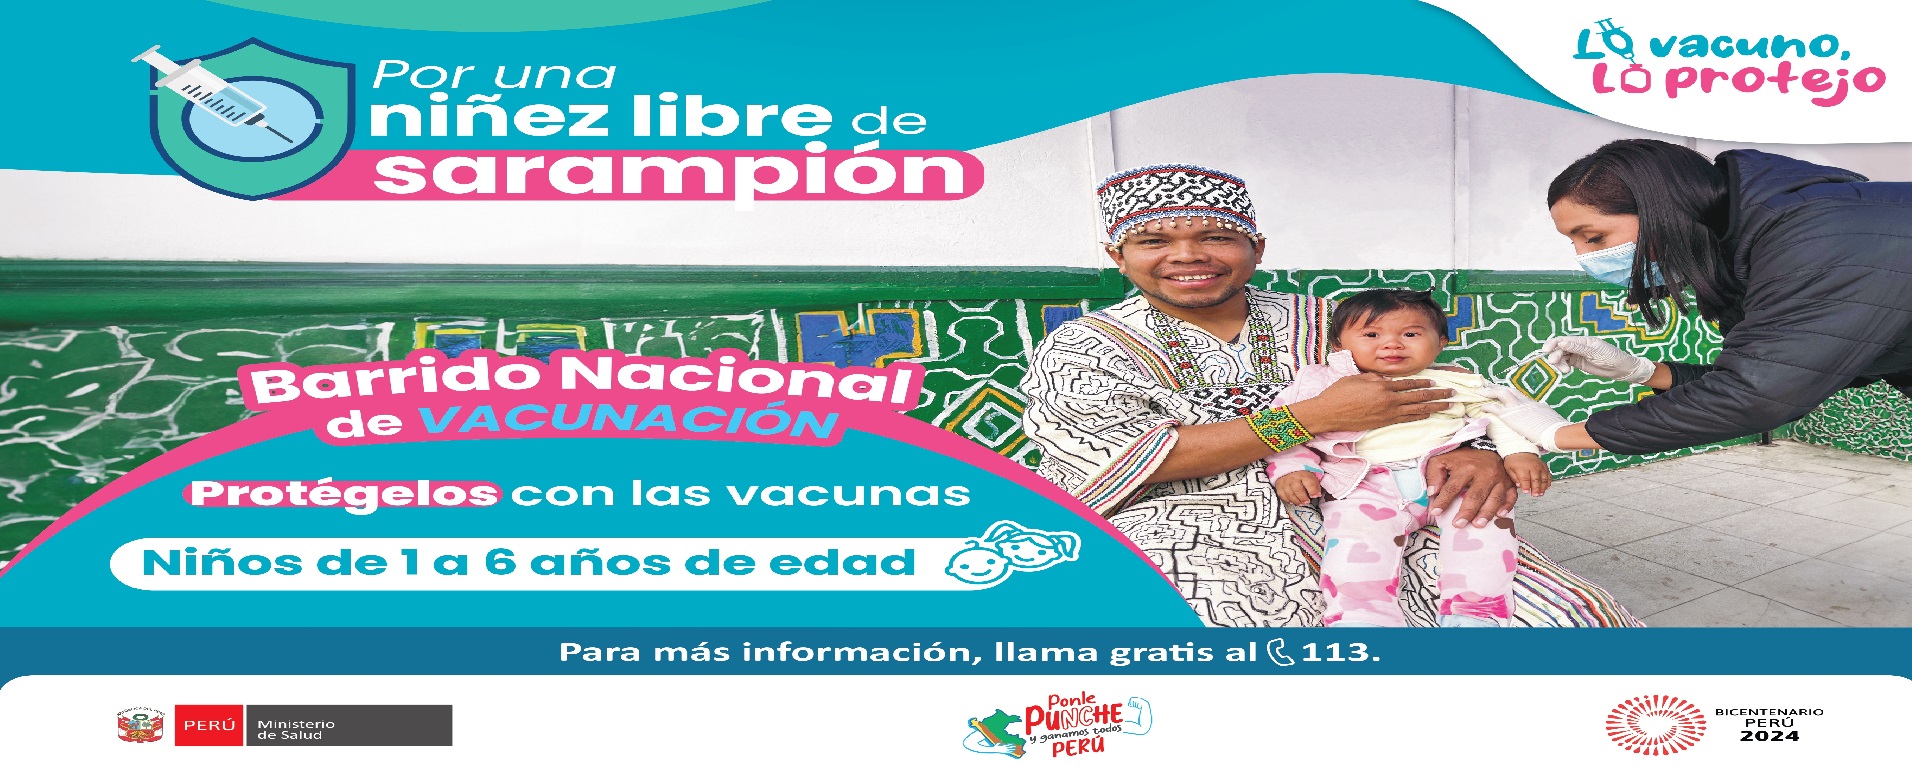 Por una
niñez libre de
sarampión
Lo vacuno,
Lo protejo
Barrido Nacional
de VACUNACIÓN
Protégelos con las vacunas
Niños de 1 a 6 años de edad
Para más información, llama gratis al 113.
PERÚ
Ministerio
de Salud
Ponle
PUNCHE
y ganamos todos
PERÚ
BICENTENARIO
PERÚ
2024